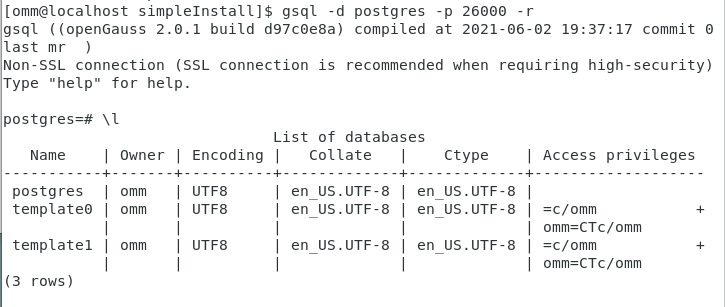 [omm@localhost simpleInstall]$ gsql -d postgres -p 26000 -r
gsql ((openGauss 2.0.1 build d97c0e8a) compiled at 2021-06-02 19:37:17 commit 0
last mr  )
Non-SSL connection (SSL connection is recommended when requiring high-security)
Type "help" for help.

postgres=# \l
                              List of databases
   Name    | Owner | Encoding |   Collate   |    Ctype    | Access privileges
-----------+-------+----------+-------------+-------------+-------------------
 postgres  | omm   | UTF8     | en_US.UTF-8 | en_US.UTF-8 |
 template0 | omm   | UTF8     | en_US.UTF-8 | en_US.UTF-8 | =c/omm           +
           |       |          |             |             | omm=CTc/omm
 template1 | omm   | UTF8     | en_US.UTF-8 | en_US.UTF-8 | =c/omm           +
           |       |          |             |             | omm=CTc/omm
(3 rows)